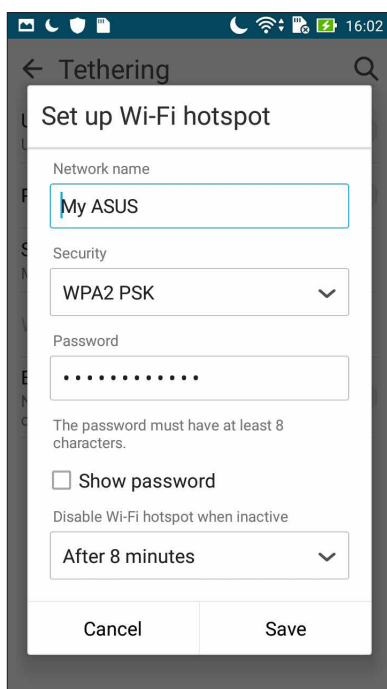 16:02
Tethering
Set up Wi-Fi hotspot
Network name
My ASUS
Security
WPA2 PSK
Password
••••••••••••
The password must have at least 8
characters.
Show password
Disable Wi-Fi hotspot when inactive
After 8 minutes
Cancel Save